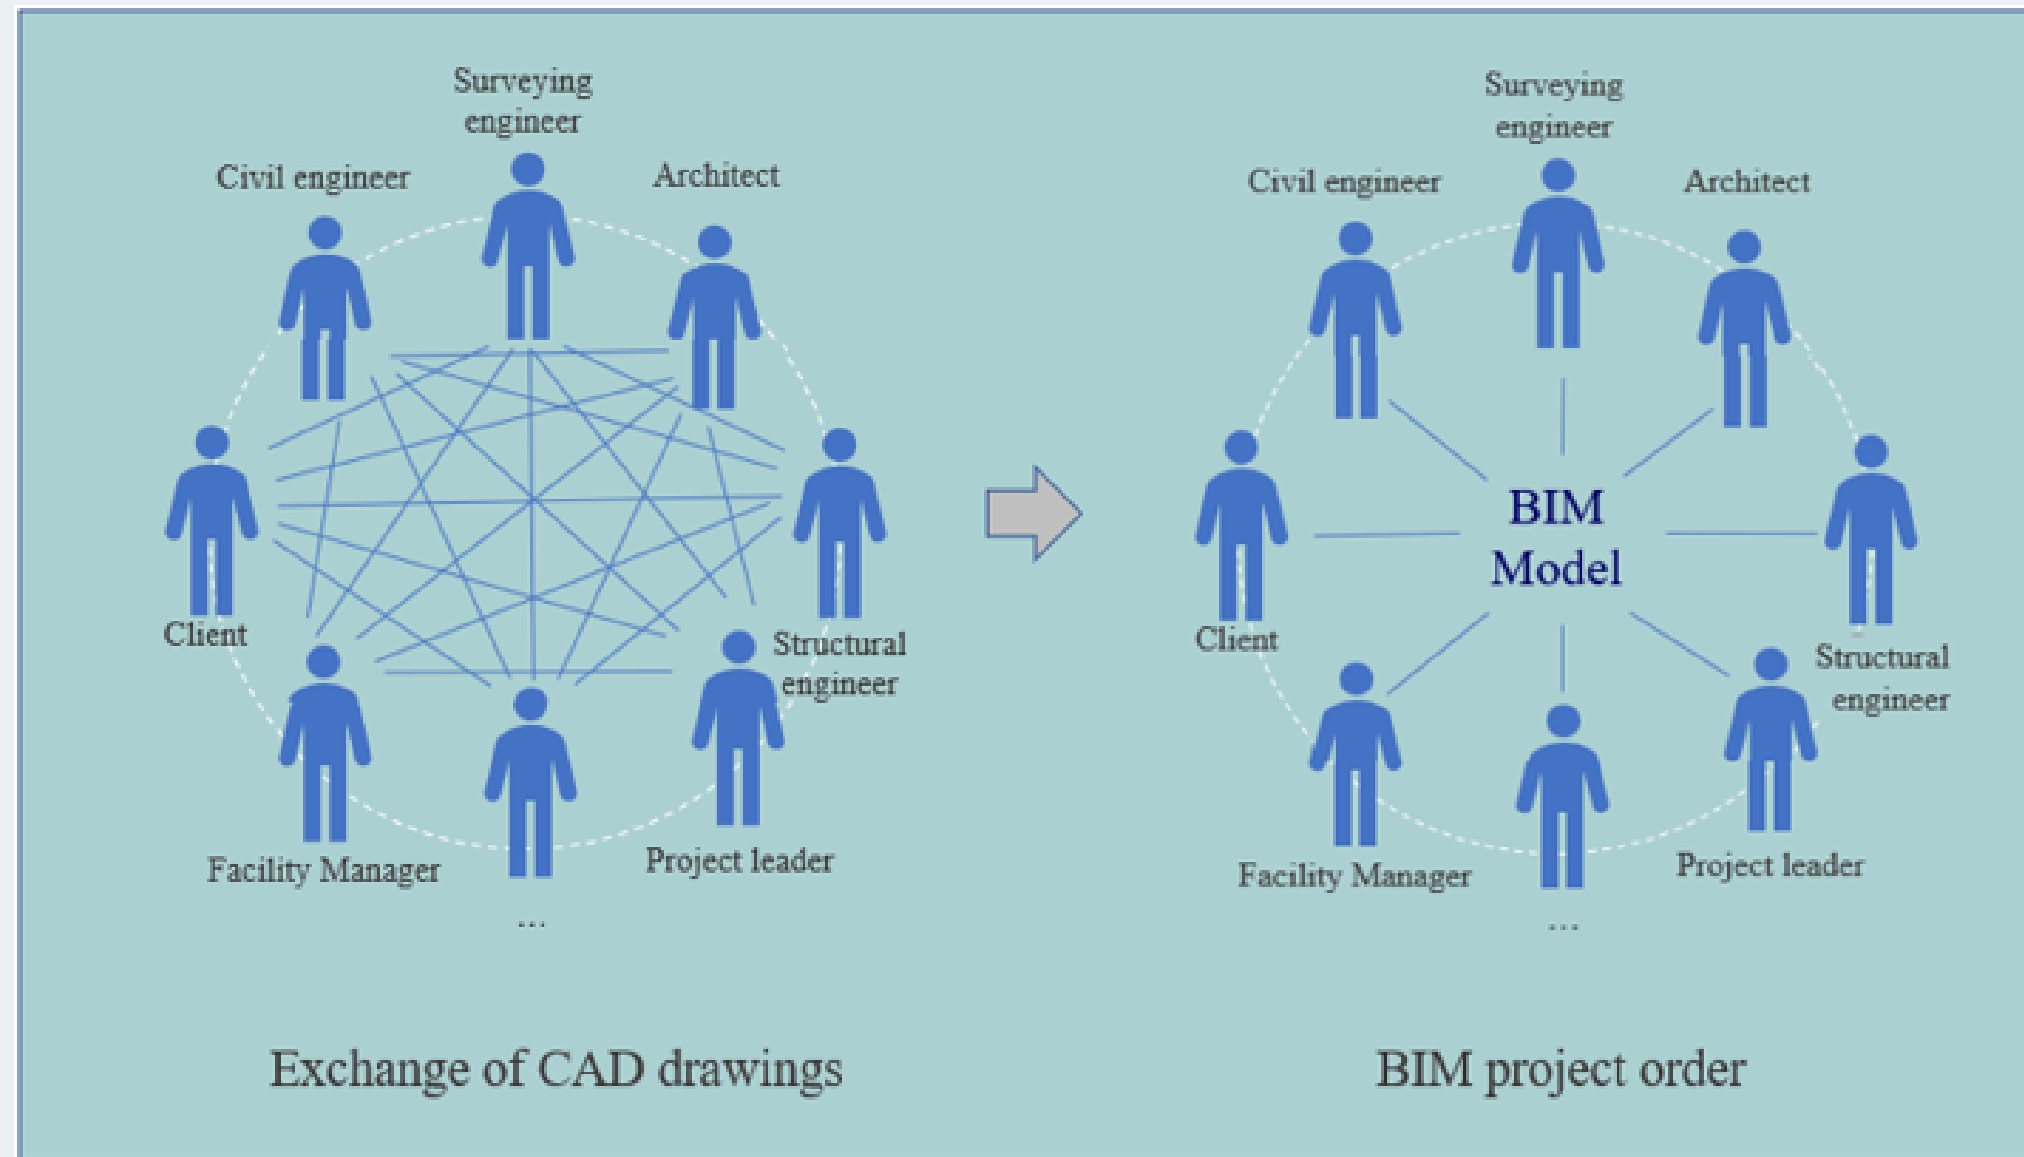 Surveying
engineer
Civil engineer
Architect
Client
Structural
engineer
Facility Manager
Project leader
...
Exchange of CAD drawings
Surveying
engineer
Civil engineer
Architect
BIM
Model
Client
Structural
engineer
Facility Manager
Project leader
...
BIM project order